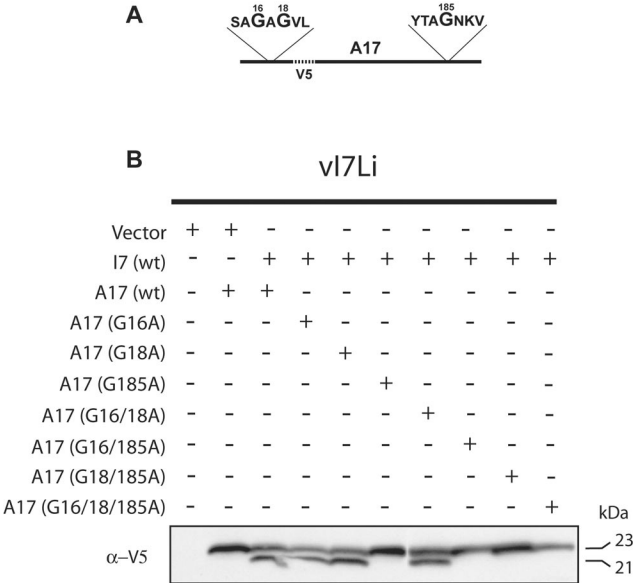 A
16 18
SAGAGVL
185
YTAGNKV
A17
V5
B
vI7Li
Vector + + - - - - - - - -
I7 (wt) - - + + + + + + + +
A17 (wt) - + + - - - - - - -
A17 (G16A) - - - + - - - - - -
A17 (G18A) - - - - + - - - - -
A17 (G185A) - - - - - + - - - -
A17 (G16/18A) - - - - - - + - - -
A17 (G16/185A) - - - - - - - + - -
A17 (G18/185A) - - - - - - - - + -
A17 (G16/18/185A) - - - - - - - - - +
kDa
α–V5
23
21